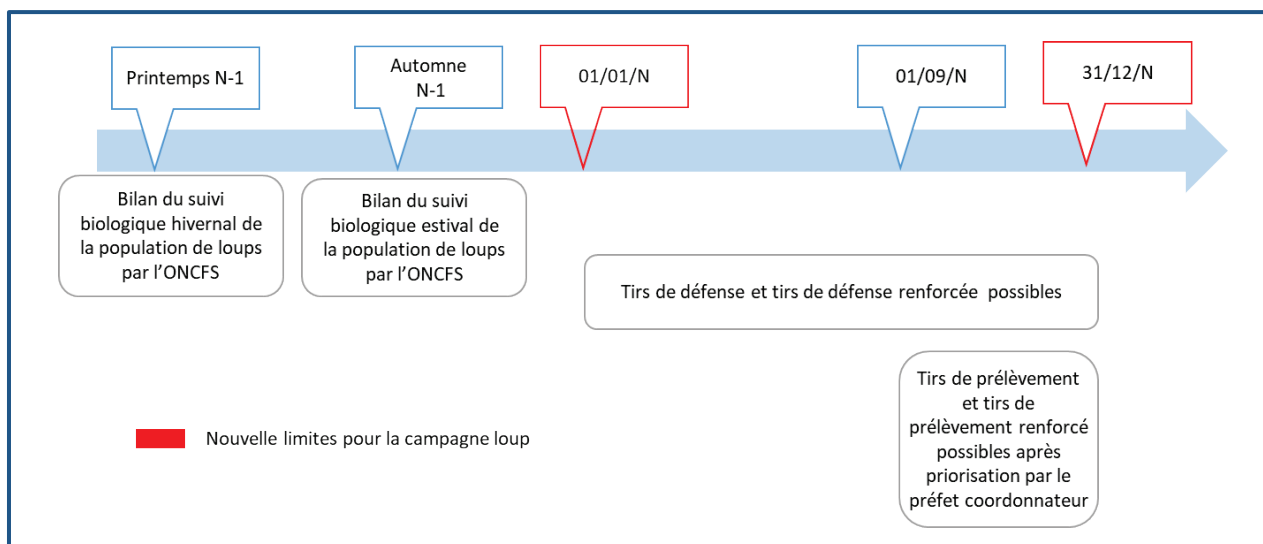 Printemps N-1
Automne
N-1
01/01/N
01/09/N
31/12/N
Bilan du suivi
biologique hivernal de
la population de loups
par l'ONCFS
Bilan du suivi
biologique estival de
la population de loups
par l'ONCFS
Tirs de défense et tirs de défense renforcée possibles
Tirs de prélèvement
et tirs de
prélèvement renforcé
possibles après
priorisation par le
préfet coordonnateur
Nouvelle limites pour la campagne loup